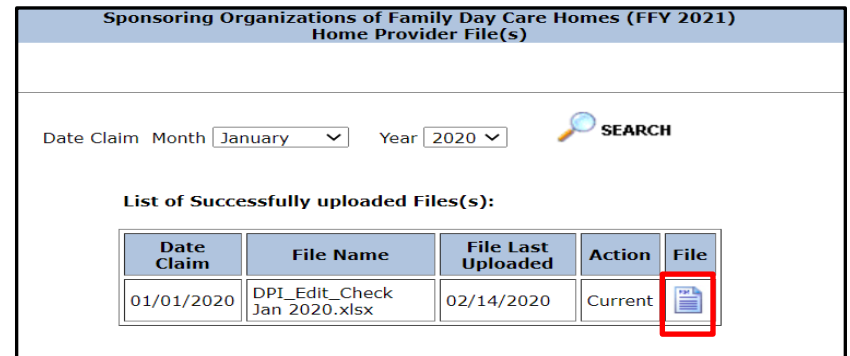 Sponsoring Organizations of Family Day Care Homes (FFY 2021)
Home Provider File(s)
Date Claim Month January Year 2020 SEARCH
List of Successfully uploaded Files(s):
Date Claim File Name File Last Uploaded Action File
01/01/2020 DPI_Edit_Check Jan 2020.xlsx 02/14/2020 Current